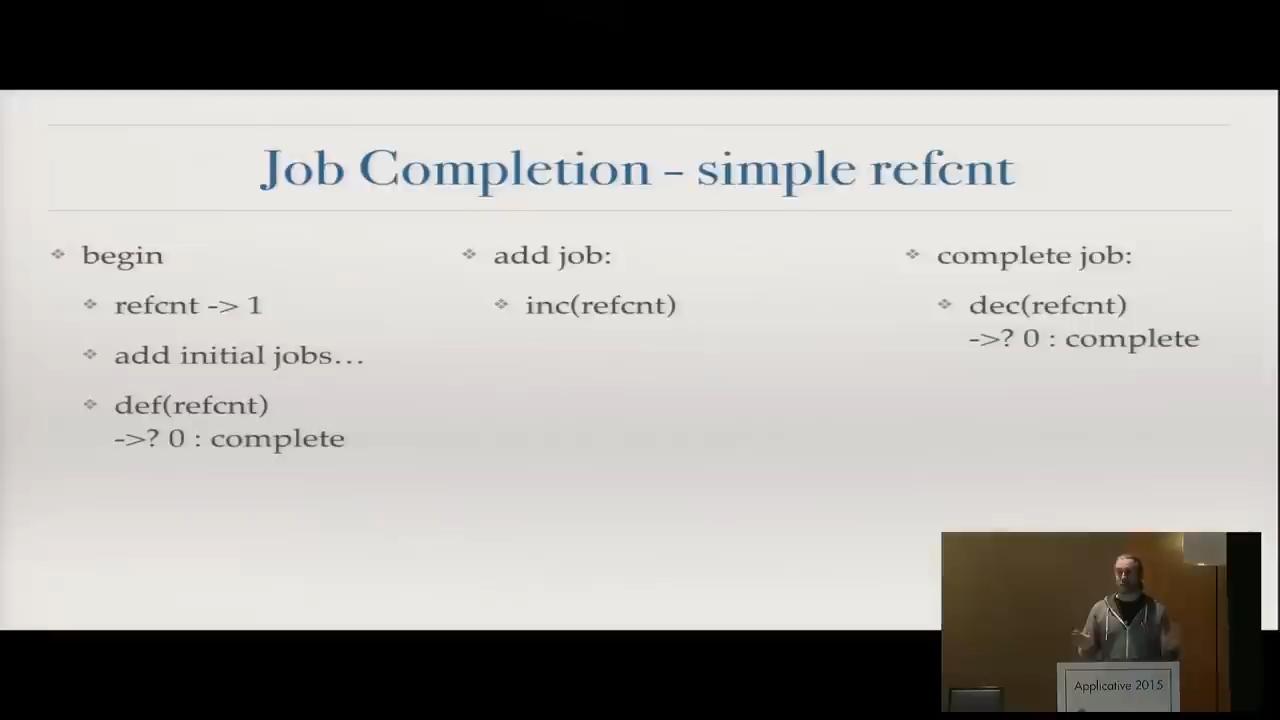 Job Completion - simple refcnt
begin
refcnt -> 1
add initial jobs…
def(refcnt)
->? 0 : complete
add job:
inc(refcnt)
complete job:
dec(refcnt)
->? 0 : complete
Applicative 2015